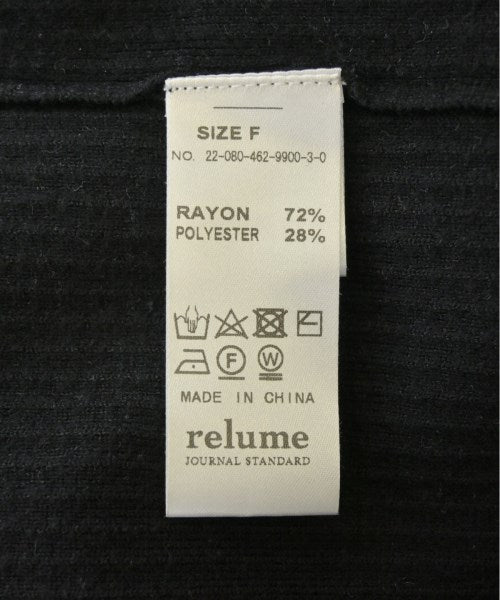 SIZE F
NO. 22-080-462-9900-3-0
RAYON 72%
POLYESTER 28%
F W
MADE IN CHINA
relume
JOURNAL STANDARD